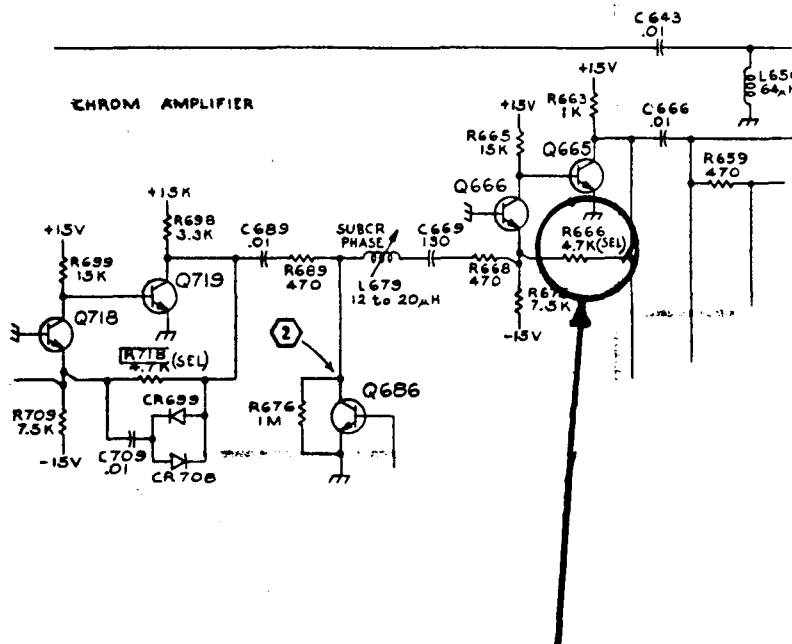 C643
.01
+15V
L650
64µH
CHROM AMPLIFIER
+15V
R663
1K
C666
.01
R665
15K
Q665
R659
470
Q666
+15K
+15V
R698
3.3K
C689
.01
SUBCR
PHASE
C669
130
R666
4.7K (SEL)
R699
15K
Q719
R689
470
L679
12 to 20µH
R668
470
7.5K
Q718
-15V
2
R718
4.7K (SEL)
Q686
CR699
R676
1M
R709
7.5K
-15V
C709
.01
CR708